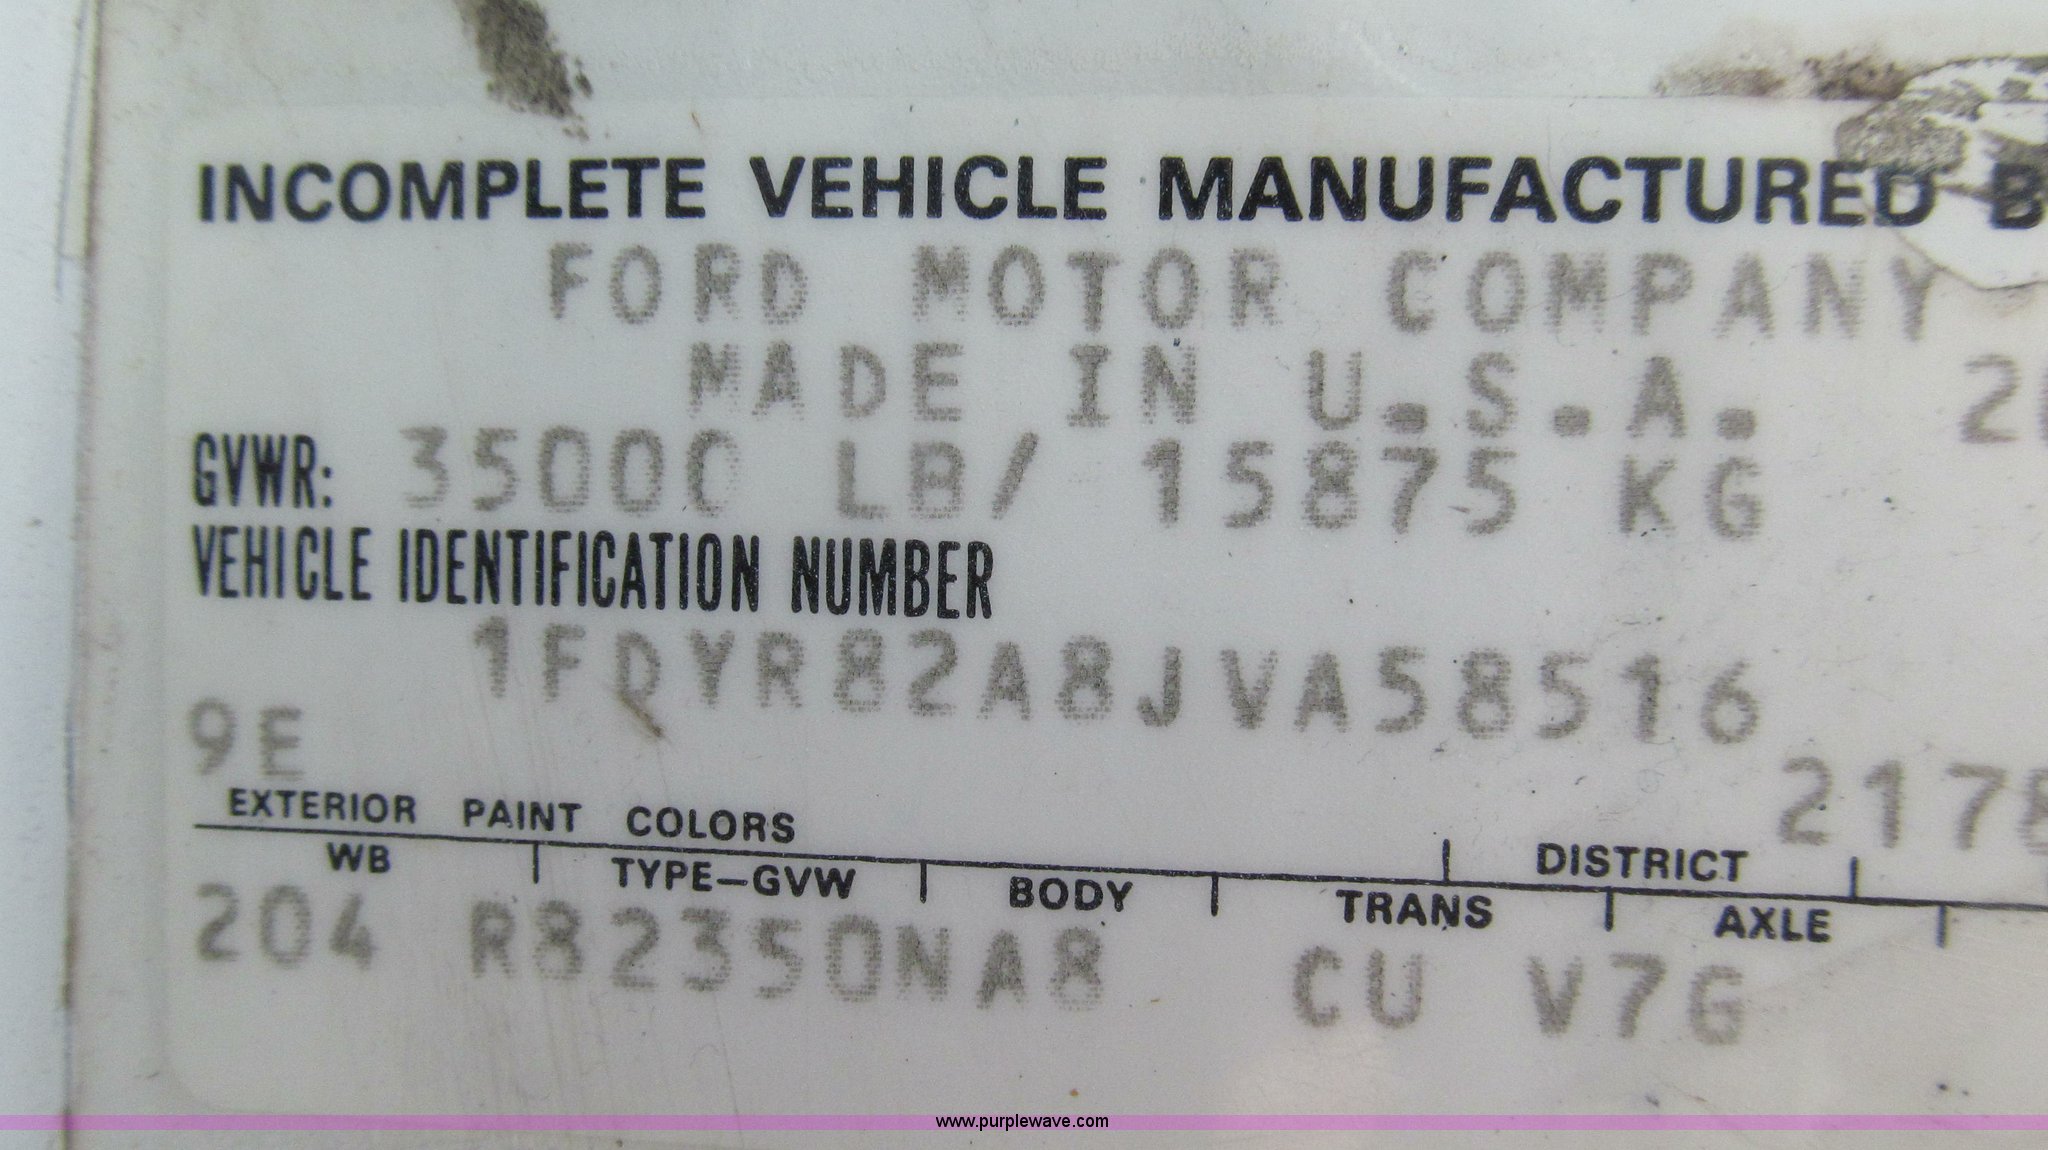 INCOMPLETE VEHICLE MANUFACTURED B
FORD MOTOR COMPANY
MADE IN U.S.A.
GVWR: 35000 LB/ 15875 KG
VEHICLE IDENTIFICATION NUMBER
1FDYR82A8JVA58516
9E
2178
EXTERIOR PAINT COLORS DISTRICT
WB TYPE-GVW BODY TRANS AXLE
204 R82350NA8 CU V7G
www.purplewave.com